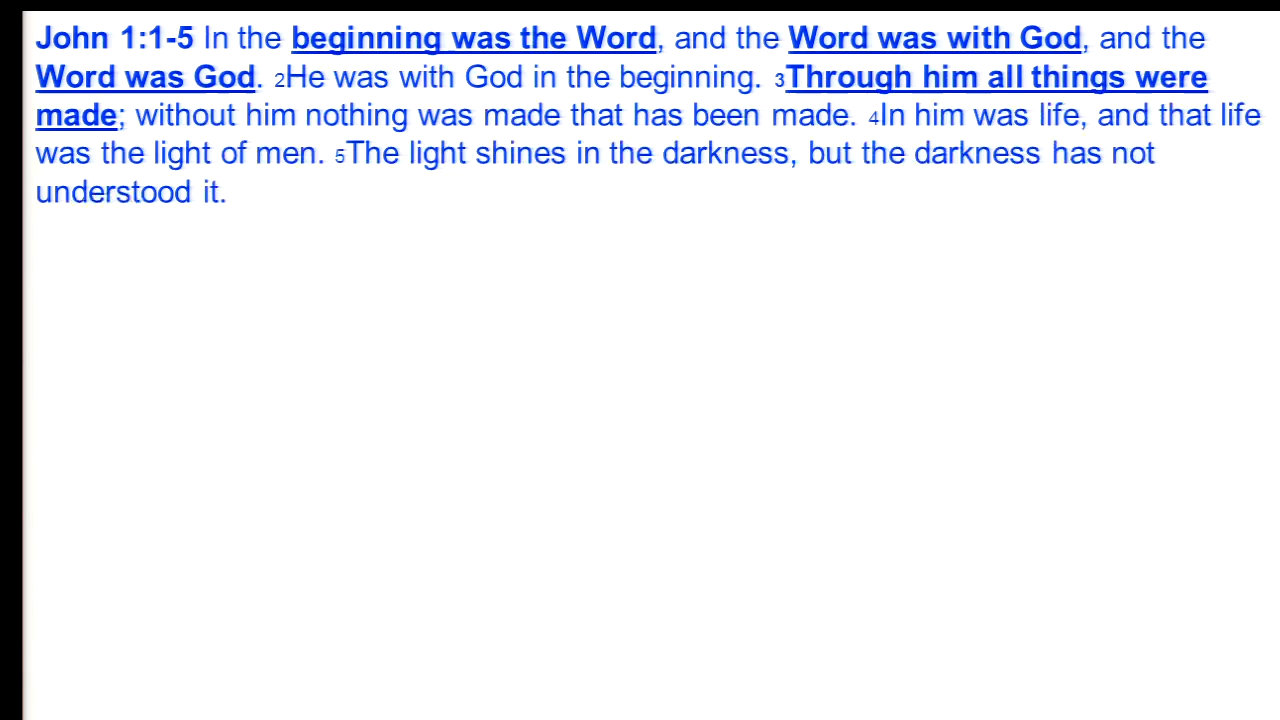 John 1:1-5 In the beginning was the Word, and the Word was with God, and the
Word was God. 2He was with God in the beginning. 3Through him all things were
made; without him nothing was made that has been made. 4In him was life, and that life
was the light of men. 5The light shines in the darkness, but the darkness has not
understood it.